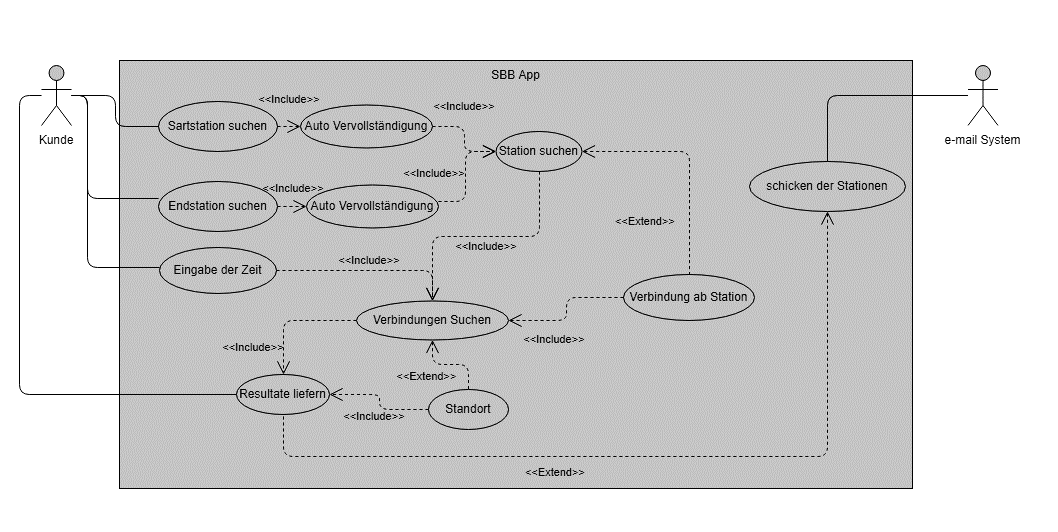 SBB App
Kunde
e-mail System
<<Include>>
<<Include>>
Sartstation suchen
Auto Vervollständigung
Station suchen
<<Include>>
<<Include>>
schicken der Stationen
Endstation suchen
Auto Vervollständigung
<<Extend>>
<<Include>>
<<Include>>
Eingabe der Zeit
Verbindung ab Station
Verbindungen Suchen
<<Include>>
<<Include>>
<<Extend>>
Resultate liefern
Standort
<<Include>>
<<Extend>>